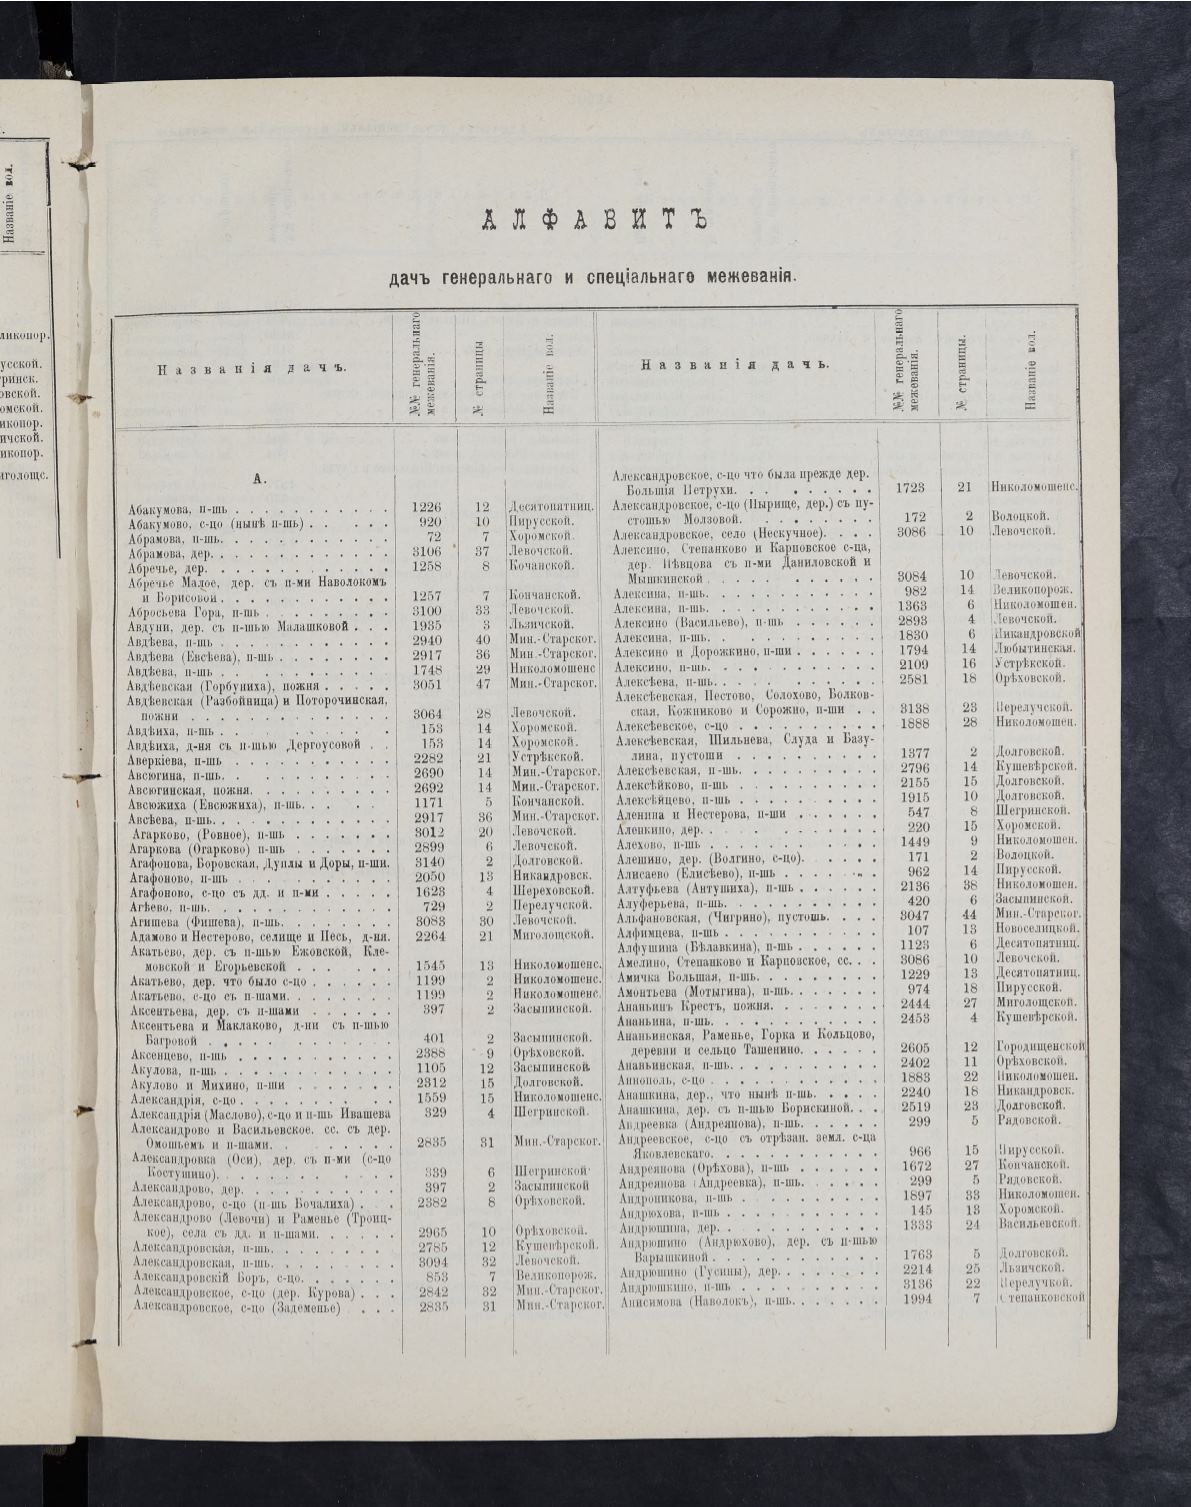 Названіе вол.
ликопор.
усской.
гринск.
овской.
омской.
икопор.
ичской.
икопор.
иголощс.
АЛФАВИТЪ
дачъ генеральнаго и спеціальнаго межеванія.
Названія дачъ. №№ генеральнаго межеванія. № страницы Названіе вол.
А.
Абакумова, п-шь 1226 12 Десятопятниц.
Абакумово, с-цо (нынѣ п-шь) 920 10 Пирусской.
Абрамова, п-шь. 72 7 Хоромской.
Абрамова, дер. 3106 37 Левочской.
Абречье, дер. 1258 8 Кочанской.
Абречье Малое, дер. съ п-ми Наволокомъ
и Борисовой 1257 7 Кончанской.
Абросьева Гора, п-шь 3100 33 Левочской.
Авдуни, дер. съ п-шью Малашковой 1935 3 Льзичской.
Авдѣева, п-шь 2940 40 Мин.-Старског.
Авдѣева (Евсѣева), п-шь 2917 36 Мин.-Старског.
Авдѣева, п-шь 1748 29 Николомошенс
Авдѣевская (Горбуниха), пожня 3051 47 Мин.-Старског.
Авдѣевская (Разбойница) и Поторочинская,
пожни 3064 28 Левочской.
Авдѣиха, п-шь 153 14 Хоромской.
Авдѣиха, д-ня съ п-шью Дергоусовой 153 14 Хоромской.
Аверкіева, п-шь 2282 21 Устрѣкской.
Авсюгина, п-шь. 2690 14 Мин.-Старског.
Авсюгинская, пожня. 2692 14 Мин.-Старског.
Авсюжиха (Евсюжиха), п-шь. 1171 5 Кончанской.
Авсѣева, п-шь. 2917 36 Мин.-Старског.
Агарково, (Ровное), п-шь 3012 20 Левочской.
Агаркова (Огарково) п-шь 2899 6 Левочской.
Агафонова, Боровская, Дуплы и Доры, п-ши. 3140 2 Долговской.
Агафоново, п-шь 2050 13 Никандровск.
Агафоново, с-цо съ дд. и п-ми 1623 4 Шереховской.
Агѣево, п-шь. 729 2 Перелучской.
Агишева (Фишева), п-шь. 3083 30 Левочской.
Адамово и Нестерово, селище и Песь, д-ня. 2264 21 Миголощской.
Акатьево, дер. съ п-шью Ежовской, Кле-
мовской и Егорьевской 1545 13 Николомошенс.
Акатьево, дер. что было с-цо 1199 2 Николомошенс.
Акатьево, с-цо съ п-шами. 1199 2 Николомошенс.
Аксентьева, дер. съ п-шами 397 2 Засыпинской.
Аксентьева и Маклаково, д-ни съ п-шью
Багровой 401 2 Засыпинской.
Аксенцево, п-шь 2388 9 Орѣховской.
Акулова, п-шь 1105 12 Засыпинской.
Акулово и Михино, п-ши 2312 15 Долговской.
Александрія, с-цо 1559 15 Николомошенс.
Александрія (Маслово), с-цо и п-шь Ивашева 329 4 Шегринской.
Александрово и Васильевское. сс. съ дер.
Омошьемъ и п-шами. 2835 31 Мин.-Старског.
Александровка (Оси), дер. съ п-ми (с-цо
Костушино). 339 6 Шегринской
Александрово, дер. 397 2 Засыпинской
Александрово, с-цо (п-шь Бочалиха) 2382 8 Орѣховской.
Александрово (Левочи) и Раменье (Троиц-
кое), села съ дд. и п-шами. 2965 10 Орѣховской.
Александровская, п-шь. 2785 12 Кушевѣрской.
Александровская, п-шь. 3094 32 Левочской.
Александровскій Боръ, с-цо. 853 7 Великопорож.
Александровское, с-цо (дер. Курова) 2842 32 Мин.-Старског.
Александровское, с-цо (Задеменье) 2835 31 Мин.-Старског.
Названія дачъ. №№ генеральнаго межеванія. № страницы. Названіе вол.
Александровское, с-цо что была прежде дер.
Большія Петрухи. 1723 21 Николомошенс.
Александровское, с-цо (Пырище, дер.) съ пу-
стошью Молзовой. 172 2 Волоцкой.
Александровское, село (Нескучное). 3086 10 Левочской.
Алексино, Степанково и Карповское с-ца,
дер. Пѣвцова съ п-ми Даниловской и
Мышкинской 3084 10 Левочской.
Алексина, п-шь. 982 14 Великопорож.
Алексина, п-шь. 1363 6 Николомошен.
Алексино (Васильево), п-шь 2893 4 Левочской.
Алексина, п-шь. 1830 6 Никандровской
Алексино и Дорожкино, п-ши 1794 14 Любытинская.
Алексино, п-шь. 2109 16 Устрѣкской.
Алексѣева, п-шь. 2581 18 Орѣховской.
Алексѣевская, Пестово, Солохово, Волков-
ская, Кожниково и Сорожно, п-ши 3138 23 Перелучской.
Алексѣевское, с-цо 1888 28 Николомошен.
Алексѣевская, Шильнева, Слуда и Базу-
лина, пустоши 1377 2 Долговской.
Алексѣевская, п-шь. 2796 14 Кушевѣрской.
Алексѣйково, п-шь 2155 15 Долговской.
Алексѣйцево, п-шь 1915 10 Долговской.
Аленина и Нестерова, п-ши 547 8 Шегринской.
Аленкино, дер. 220 15 Хоромской.
Алехово, п-шь 1449 9 Николомошен.
Алешино, дер. (Волгино, с-цо). 171 2 Волоцкой.
Алисаево (Елисѣево), п-шь 962 14 Пирусской.
Алтуфьева (Антушиха), п-шь 2136 38 Николомошен.
Алуферьева, п-шь. 420 6 Засыпинской.
Альфановская, (Чигрино), пустошь. 3047 44 Мин.-Старског.
Алфимцева, п-шь 107 13 Новоселицкой.
Алфушина (Бѣлавкина), п-шь 1123 6 Десятопятниц.
Амелино, Степанково и Карповское, сс. 3086 10 Левочской.
Амичка Большая, п-шь. 1229 13 Десятопятниц.
Амонтьева (Мотыгина), п-шь. 974 18 Пирусской.
Ананьинъ Крестъ, пожня. 2444 27 Миголощской.
Ананьина, п-шь. 2453 4 Кушевѣрской.
Ананьинская, Раменье, Горка и Кольцово,
деревни и сельцо Ташенино. 2605 12 Городищенской
Ананьинская, п-шь. 2402 11 Орѣховской.
Аннополь, с-цо 1883 22 Николомошен.
Анашкина, дер., что нынѣ п-шь. 2240 18 Никандровск.
Анашкина, дер. съ п-шью Борискиной. 2519 23 Долговской.
Андреевка (Андреянова), п-шь. 299 5 Рядовской.
Андреевское, с-цо съ отрѣзан. земл. с-ца
Яковлевскаго. 966 15 Пирусской.
Андреянова (Орѣхова), п-шь 1672 27 Кончанской.
Андреянова (Андреевка), п-шь. 299 5 Рядовской.
Андроникова, п-шь 1897 33 Николомошен.
Андрюхова, п-шь 145 13 Хоромской.
Андрюшина, дер. 1333 24 Васильевской.
Андрюшино (Андрюхово), дер. съ п-шью
Варышкиной 1763 5 Долговской.
Андрюшино (Гусины), дер. 2214 25 Льзичской.
Андрюшкино, п-шь 3136 22 Перелучкой.
Анисимова (Наволокъ), п-шь. 1994 7 Степанковской